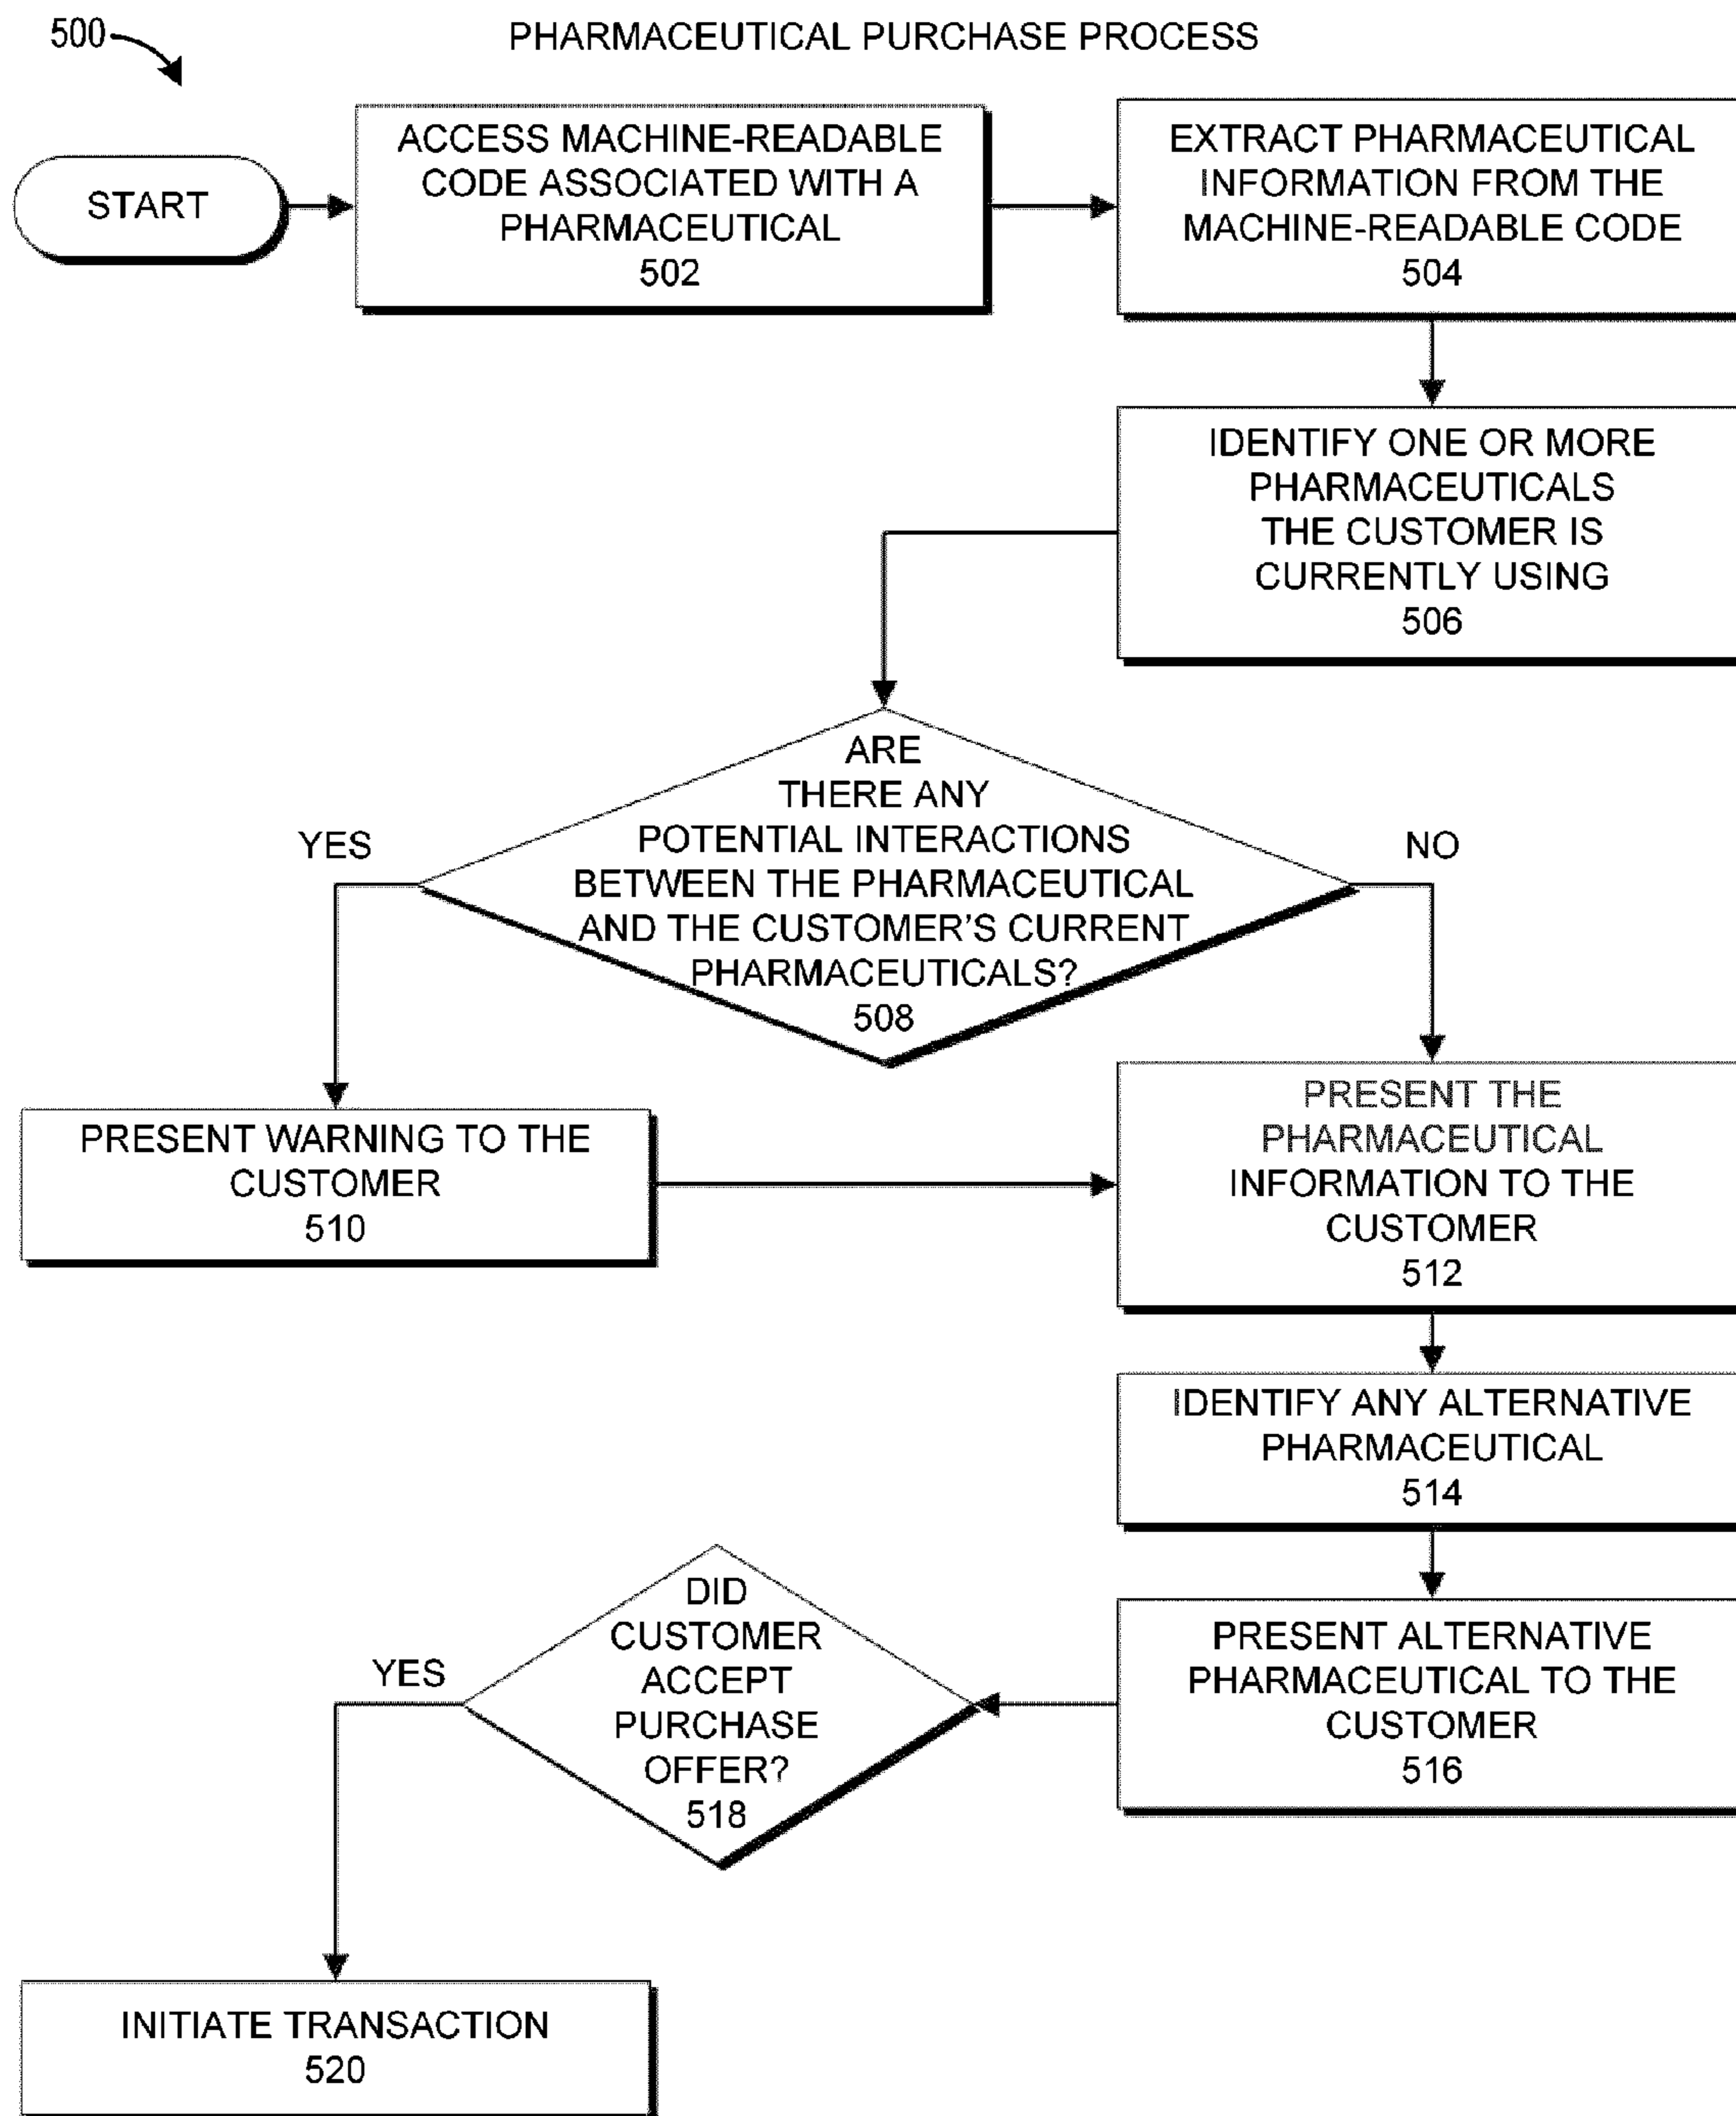 500
PHARMACEUTICAL PURCHASE PROCESS
START
ACCESS MACHINE-READABLE
CODE ASSOCIATED WITH A
PHARMACEUTICAL
502
EXTRACT PHARMACEUTICAL
INFORMATION FROM THE
MACHINE-READABLE CODE
504
IDENTIFY ONE OR MORE
PHARMACEUTICALS
THE CUSTOMER IS
CURRENTLY USING
506
ARE
THERE ANY
POTENTIAL INTERACTIONS
BETWEEN THE PHARMACEUTICAL
AND THE CUSTOMER'S CURRENT
PHARMACEUTICALS?
508
YES
NO
PRESENT WARNING TO THE
CUSTOMER
510
PRESENT THE
PHARMACEUTICAL
INFORMATION TO THE
CUSTOMER
512
IDENTIFY ANY ALTERNATIVE
PHARMACEUTICAL
514
PRESENT ALTERNATIVE
PHARMACEUTICAL TO THE
CUSTOMER
516
DID
CUSTOMER
ACCEPT
PURCHASE
OFFER?
518
YES
INITIATE TRANSACTION
520